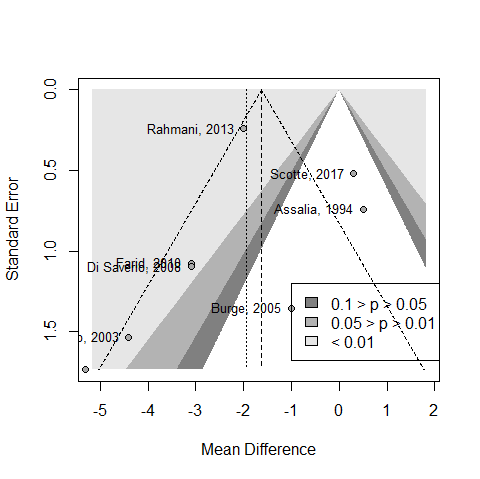 Rahmani, 2013
Scotte, 2017
Assalia, 1994
Di Saverio, 2008
Burge, 2005
o, 2003
0.1 > p > 0.05
0.05 > p > 0.01
< 0.01
0.0
0.5
1.0
1.5
Standard Error
-5 -4 -3 -2 -1 0 1 2
Mean Difference